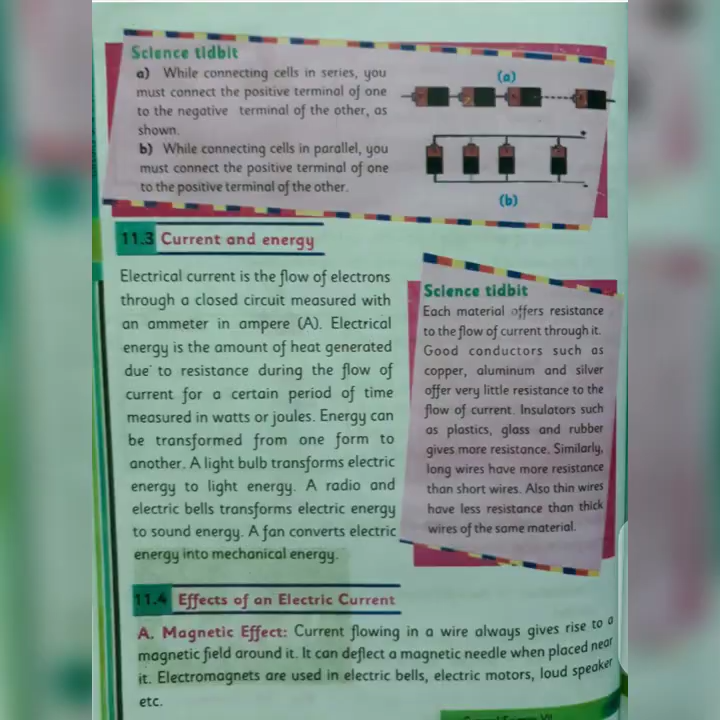 Science tidbit
a) While connecting cells in series, you
must connect the positive terminal of one
to the negative terminal of the other, as
shown.
b) While connecting cells in parallel, you
must connect the positive terminal of one
to the positive terminal of the other.
(a)
(b)
11.3 Current and energy
Electrical current is the flow of electrons
through a closed circuit measured with
an ammeter in ampere (A). Electrical
energy is the amount of heat generated
due to resistance during the flow of
current for a certain period of time
measured in watts or joules. Energy can
be transformed from one form to
another. A light bulb transforms electric
energy to light energy. A radio and
electric bells transforms electric energy
to sound energy. A fan converts electric
energy into mechanical energy.
Science tidbit
Each material offers resistance
to the flow of current through it.
Good conductors such as
copper, aluminum and silver
offer very little resistance to the
flow of current. Insulators such
as plastics, glass and rubber
gives more resistance. Similarly,
long wires have more resistance
than short wires. Also thin wires
have less resistance than thick
wires of the same material.
11.4 Effects of an Electric Current
A. Magnetic Effect: Current flowing in a wire always gives rise to a
magnetic field around it. It can deflect a magnetic needle when placed near
it. Electromagnets are used in electric bells, electric motors, loud speaker
etc.